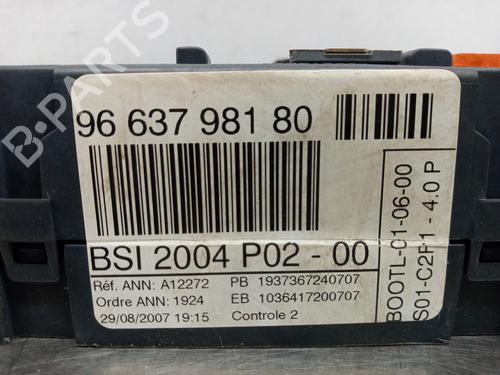 96 637 981 80
BSI 2004 P02 - 00
Réf. ANN: A12272 PB 1937367240707
Ordre ANN: 1924 EB 1036417200707
29/08/2007 19:15 Controle 2
BOOTL-01-06-00
S01-C2P1 - 4.0 P
B-PARTS